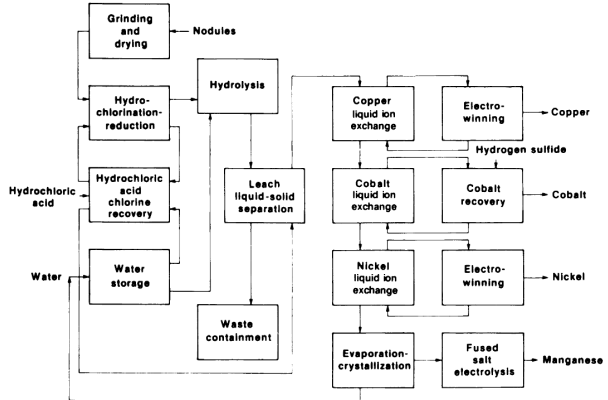 Grinding
and
drying
Nodules
Hydro-
chlorination-
reduction
Hydrolysis
Hydrochloric
acid
Hydrochloric
acid
chlorine
recovery
Leach
liquid-solid
separation
Water
Water
storage
Waste
containment
Copper
liquid ion
exchange
Electro-
winning
Copper
Hydrogen sulfide
Cobalt
liquid ion
exchange
Cobalt
recovery
Cobalt
Nickel
liquid ion
exchange
Electro-
winning
Nickel
Evaporation-
crystallization
Fused
salt
electrolysis
Manganese